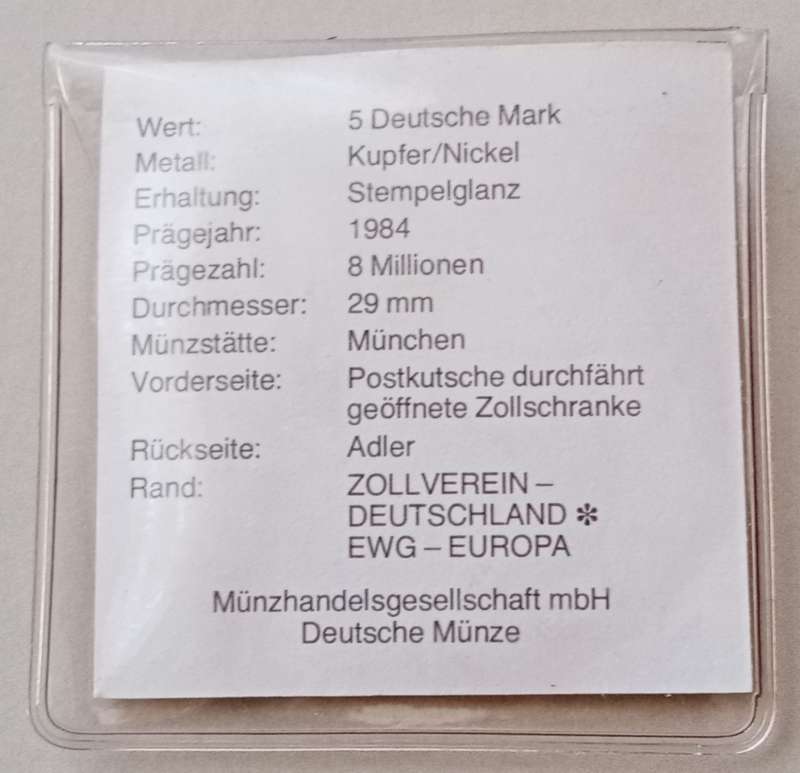 Wert: 5 Deutsche Mark
Metall: Kupfer/Nickel
Erhaltung: Stempelglanz
Prägejahr: 1984
Prägezahl: 8 Millionen
Durchmesser: 29 mm
Münzstätte: München
Vorderseite: Postkutsche durchfährt
geöffnete Zollschranke
Rückseite: Adler
Rand: ZOLLVEREIN –
DEUTSCHLAND ✻
EWG – EUROPA
Münzhandelsgesellschaft mbH
Deutsche Münze